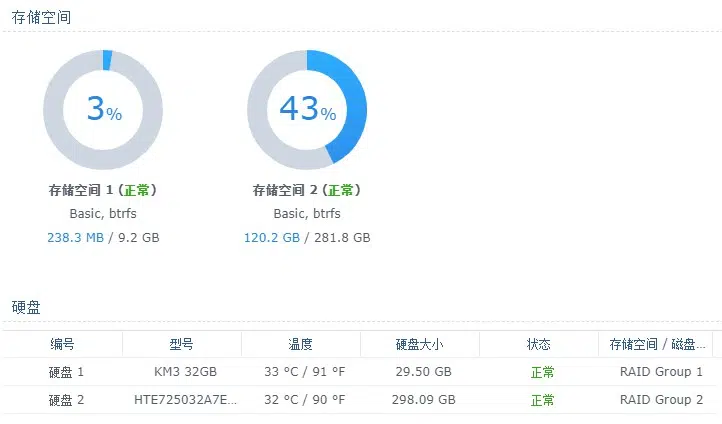 存储空间
3%
43%
存储空间 1 (正常)
存储空间 2 (正常)
Basic, btrfs
Basic, btrfs
238.3 MB / 9.2 GB
120.2 GB / 281.8 GB
硬盘
编号 型号 温度 硬盘大小 状态 存储空间 / 磁盘...
硬盘 1 KM3 32GB 33 °C / 91 °F 29.50 GB 正常 RAID Group 1
硬盘 2 HTE725032A7E... 32 °C / 90 °F 298.09 GB 正常 RAID Group 2